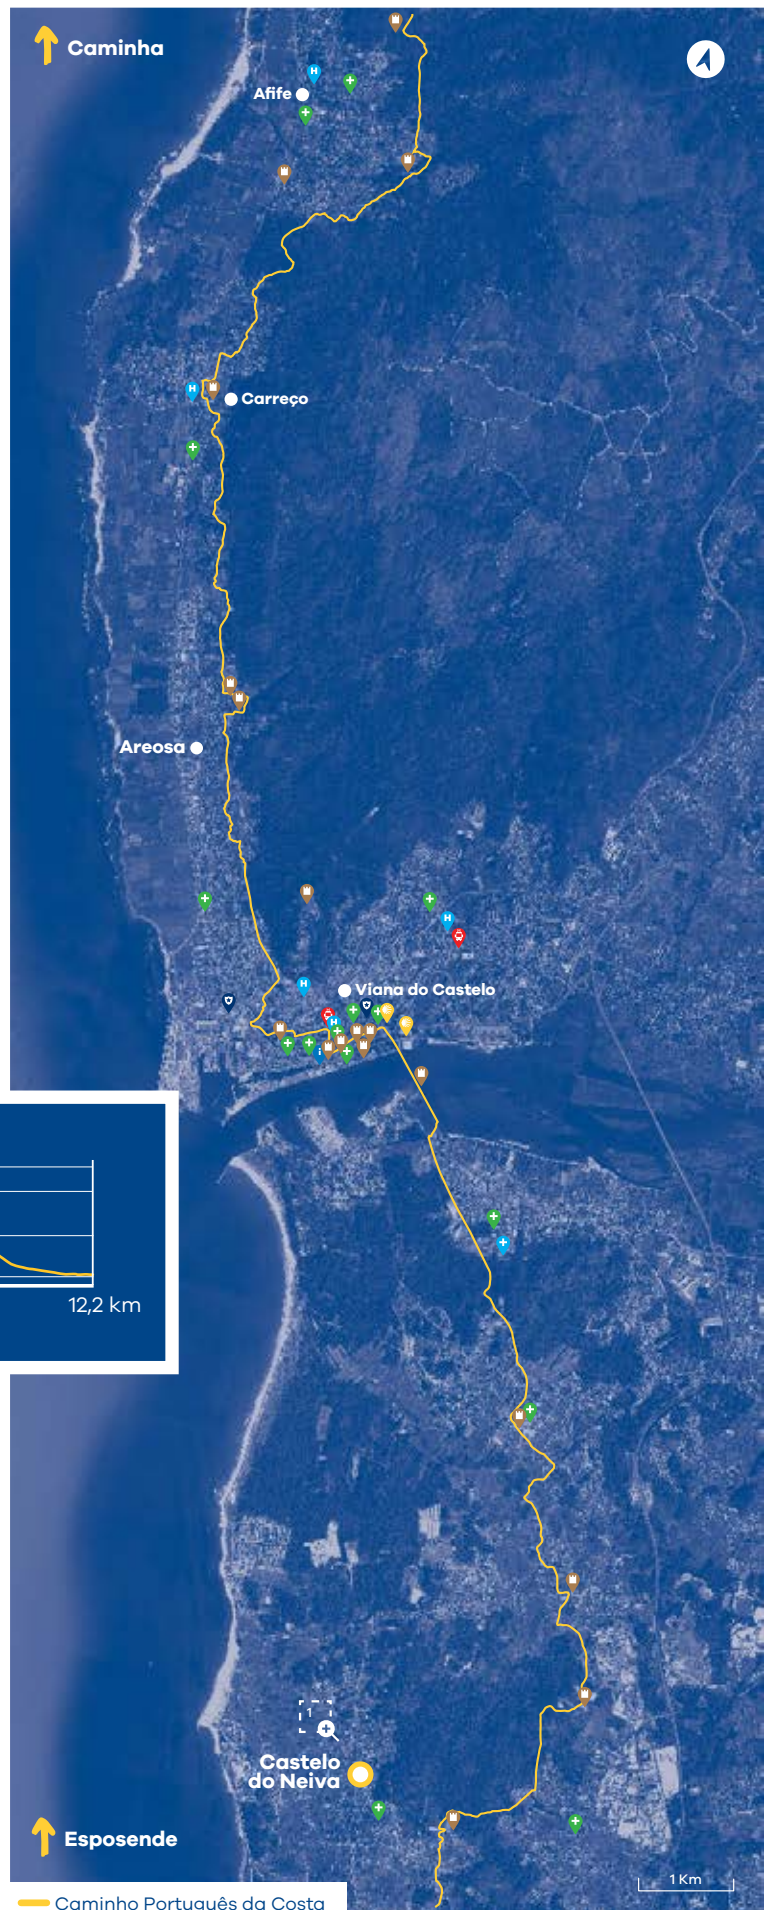 Caminha
Afife
Carreço
Areosa
Viana do Castelo
12,2 km
1
Castelo
do Neiva
Esposende
1 Km
Caminho Português da Costa